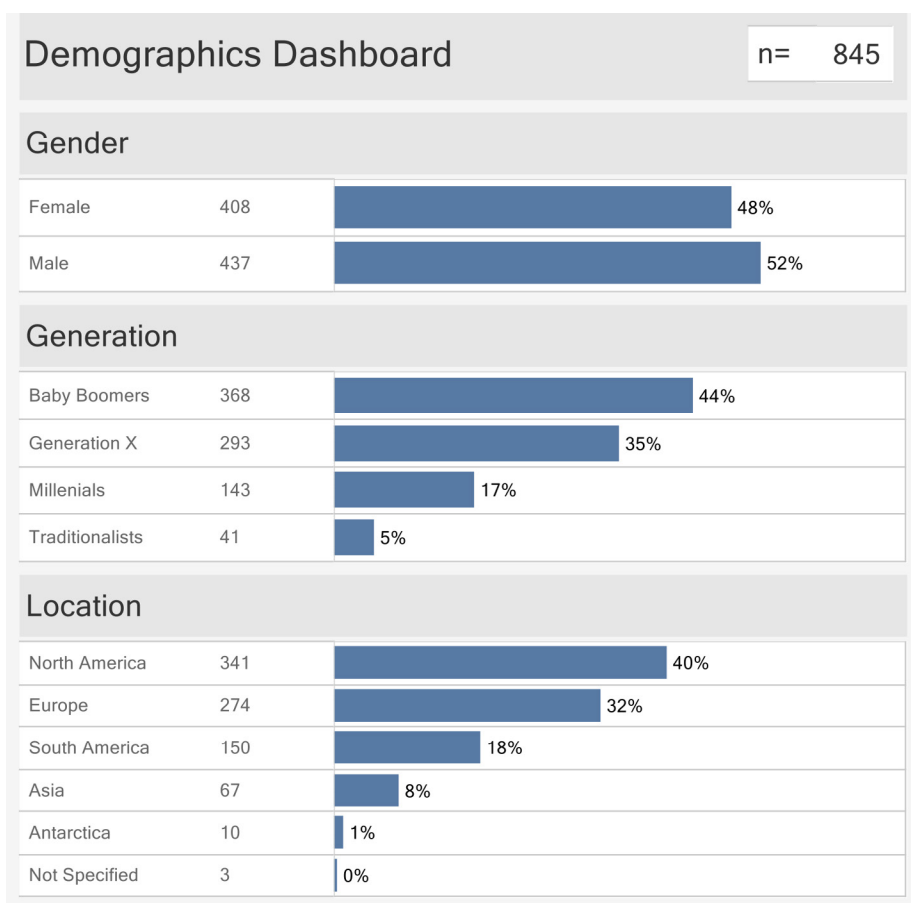 Demographics Dashboard n= 845
Gender
Female 408 48%
Male 437 52%
Generation
Baby Boomers 368 44%
Generation X 293 35%
Millenials 143 17%
Traditionalists 41 5%
Location
North America 341 40%
Europe 274 32%
South America 150 18%
Asia 67 8%
Antarctica 10 1%
Not Specified 3 0%